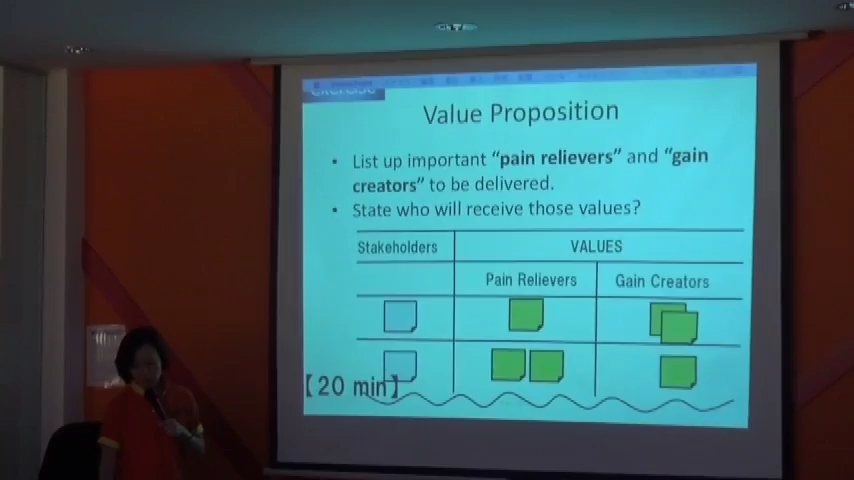 exercise
Value Proposition
• List up important “pain relievers” and “gain
creators” to be delivered.
• State who will receive those values?
Stakeholders VALUES
Pain Relievers Gain Creators
【20 min】